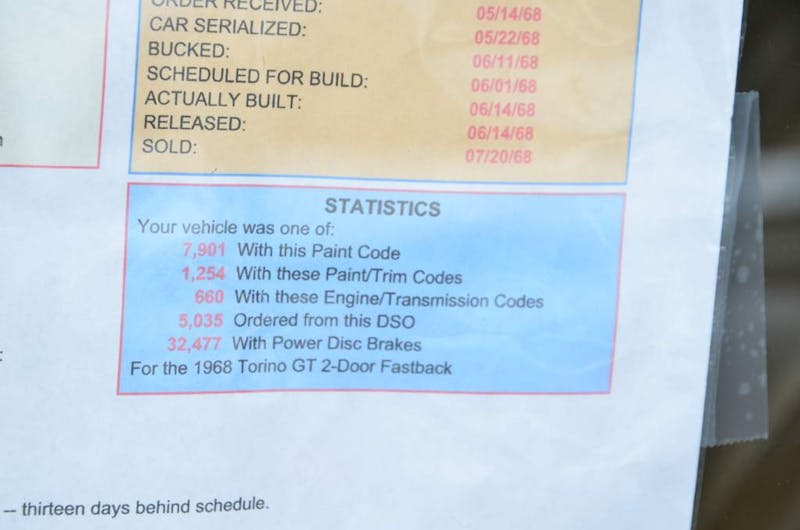 ORDER RECEIVED: 05/14/68
CAR SERIALIZED: 05/22/68
BUCKED: 06/11/68
SCHEDULED FOR BUILD: 06/01/68
ACTUALLY BUILT: 06/14/68
RELEASED: 06/14/68
SOLD: 07/20/68
STATISTICS
Your vehicle was one of:
7,901 With this Paint Code
1,254 With these Paint/Trim Codes
660 With these Engine/Transmission Codes
5,035 Ordered from this DSO
32,477 With Power Disc Brakes
For the 1968 Torino GT 2-Door Fastback
-- thirteen days behind schedule.